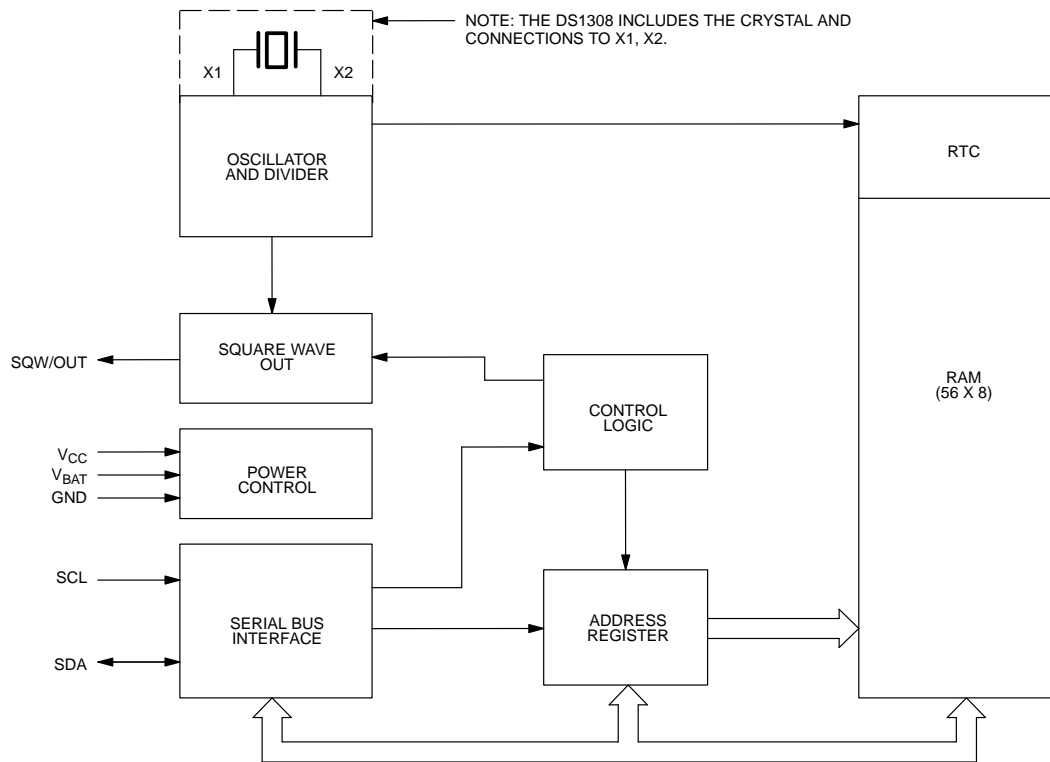 NOTE: THE DS1308 INCLUDES THE CRYSTAL AND
CONNECTIONS TO X1, X2.
X1
X2
OSCILLATOR
AND DIVIDER
RTC
SQUARE WAVE
OUT
SQW/OUT
CONTROL
LOGIC
RAM
(56 X 8)
VCC
VBAT
GND
POWER
CONTROL
SCL
SDA
SERIAL BUS
INTERFACE
ADDRESS
REGISTER